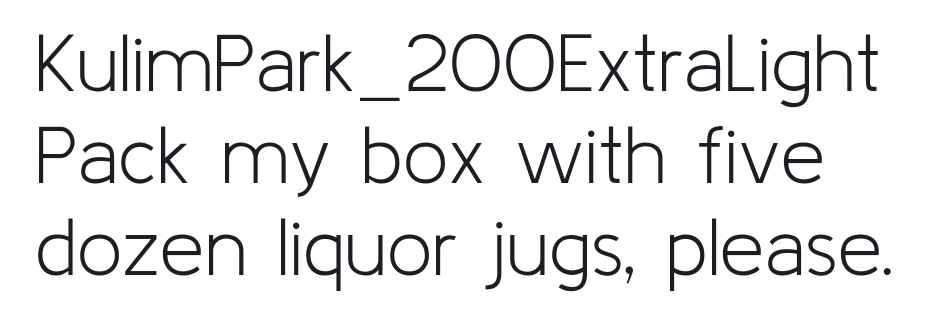 KulimPark_200ExtraLight
Pack my box with five
dozen liquor jugs, please.